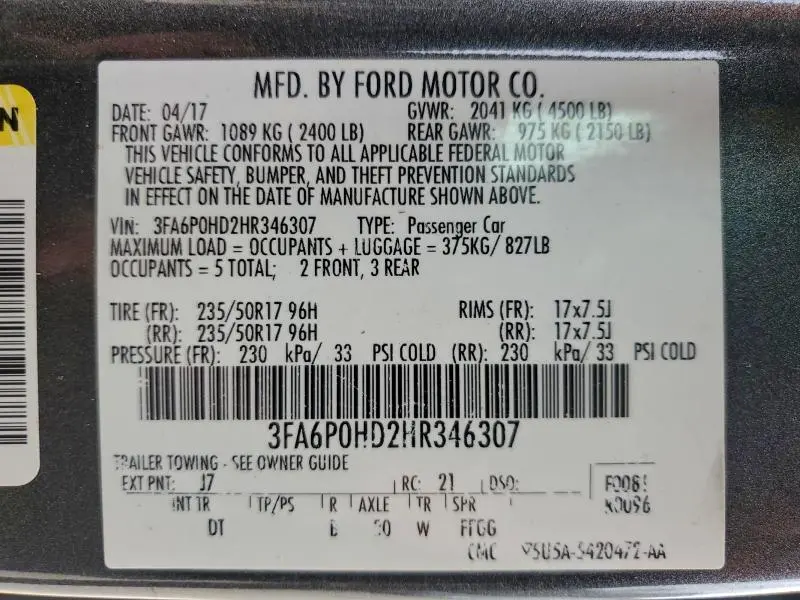 MFD. BY FORD MOTOR CO.
DATE: 04/17 GVWR: 2041 KG ( 4500 LB)
FRONT GAWR: 1089 KG ( 2400 LB) REAR GAWR: 975 KG ( 2150 LB)
THIS VEHICLE CONFORMS TO ALL APPLICABLE FEDERAL MOTOR
VEHICLE SAFETY, BUMPER, AND THEFT PREVENTION STANDARDS
IN EFFECT ON THE DATE OF MANUFACTURE SHOWN ABOVE.
VIN: 3FA6P0HD2HR346307 TYPE: Passenger Car
MAXIMUM LOAD = OCCUPANTS + LUGGAGE = 375KG/ 827LB
OCCUPANTS = 5 TOTAL; 2 FRONT, 3 REAR
TIRE (FR): 235/50R17 96H RIMS (FR): 17x7.5J
(RR): 235/50R17 96H (RR): 17x7.5J
PRESSURE (FR): 230 kPa/ 33 PSI COLD (RR): 230 kPa/ 33 PSI COLD
3FA6P0HD2HR346307
TRAILER TOWING - SEE OWNER GUIDE
EXT PNT: J7 RC: 21 DSO:
INT TR TP/PS R AXLE TR SPR
DT W FFGG